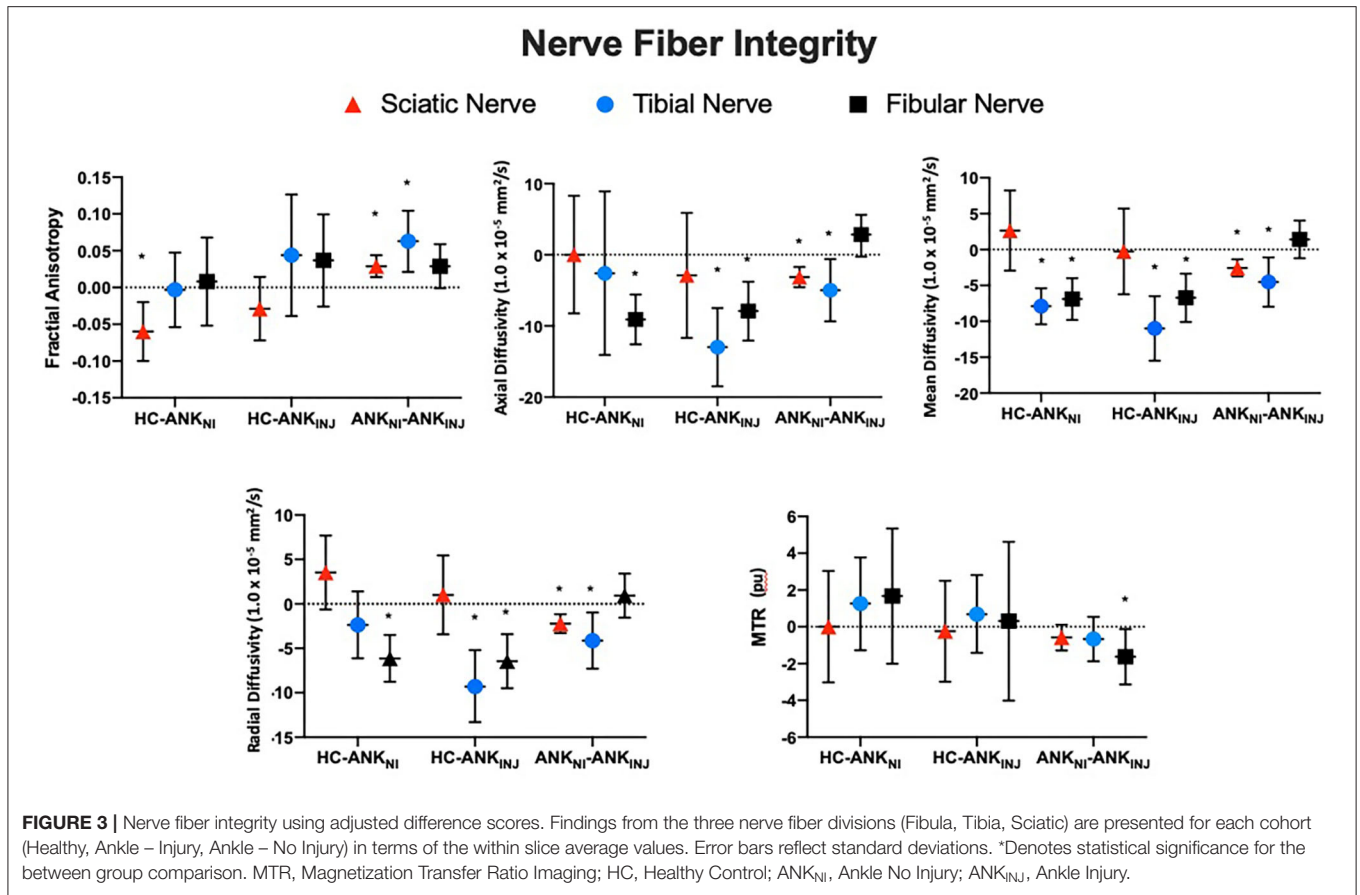 Nerve Fiber Integrity
Sciatic Nerve Tibial Nerve Fibular Nerve
Fractial Anisotropy
0.15
0.10
0.05
0.00
-0.05
-0.10
-0.15
* * *
HC-ANKNI HC-ANKINJ ANKNI-ANKINJ
Axial Diffusivity (1.0 x 10-5 mm2/s)
10
0
-10
-20
* * * * *
HC-ANKNI HC-ANKINJ ANKNI-ANKINJ
Mean Diffusivity (1.0 x 10-5 mm2/s)
10
5
0
-5
-10
-15
-20
* * * * * *
HC-ANKNI HC-ANKINJ ANKNI-ANKINJ
Radial Diffusivity (1.0 x 10-5 mm2/s)
10
5
0
-5
-10
-15
* * * * *
HC-ANKNI HC-ANKINJ ANKNI-ANKINJ
MTR (pu)
6
4
2
0
-2
-4
-6
*
HC-ANKNI HC-ANKINJ ANKNI-ANKINJ
FIGURE 3 | Nerve fiber integrity using adjusted difference scores. Findings from the three nerve fiber divisions (Fibula, Tibia, Sciatic) are presented for each cohort
(Healthy, Ankle – Injury, Ankle – No Injury) in terms of the within slice average values. Error bars reflect standard deviations. *Denotes statistical significance for the
between group comparison. MTR, Magnetization Transfer Ratio Imaging; HC, Healthy Control; ANKNI, Ankle No Injury; ANKINJ, Ankle Injury.